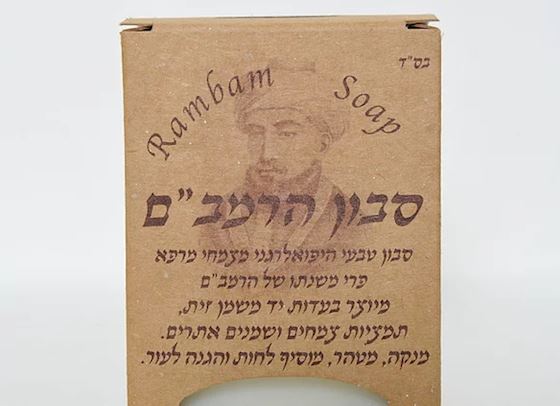 בס"ד
Rambam Soap
סבון הרמב"ם
סבון טבעי היפואלרגני מצמחי מרפא
פרי משנתו של הרמב"ם
מיוצר בעדות יד משמן זית,
תמציות צמחים ושמנים אתרים.
מנקה, מטהר, מוסיף לחות והגנה לעור.